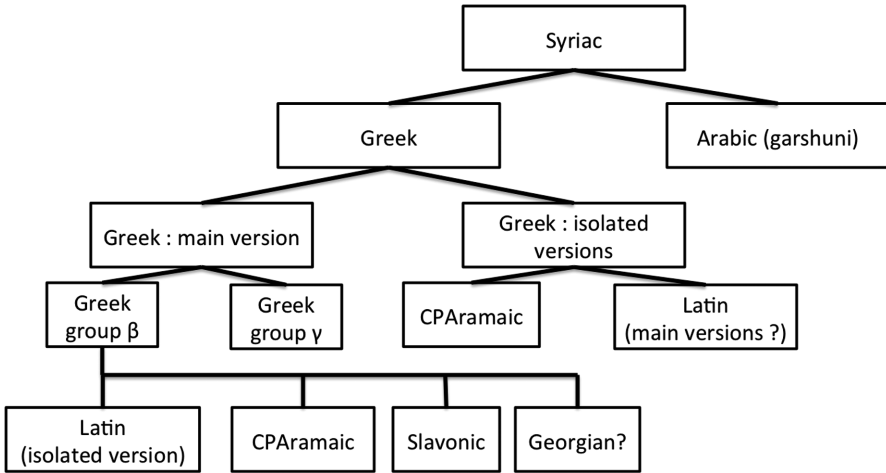 Syriac
Greek
Arabic (garshuni)
Greek : main version
Greek : isolated
versions
Greek
group β
Greek
group γ
CPAramaic
Latin
(main versions ?)
Latin
(isolated version)
CPAramaic
Slavonic
Georgian?